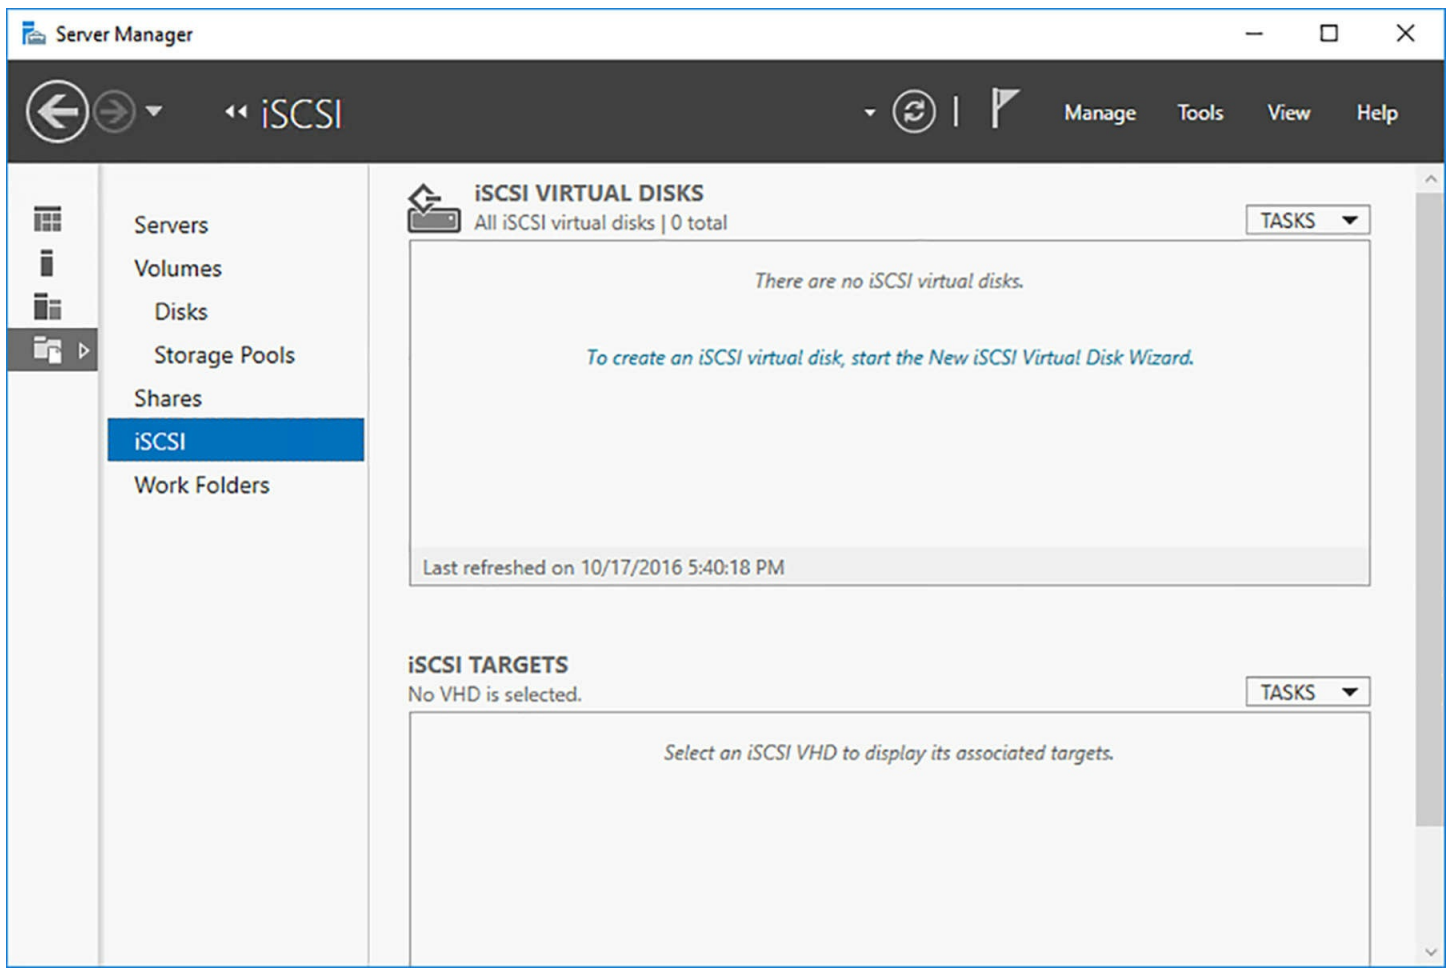 Server Manager
iSCSI
Manage Tools View Help
Servers
Volumes
Disks
Storage Pools
Shares
iSCSI
Work Folders
iSCSI VIRTUAL DISKS
All iSCSI virtual disks | 0 total
TASKS
There are no iSCSI virtual disks.
To create an iSCSI virtual disk, start the New iSCSI Virtual Disk Wizard.
Last refreshed on 10/17/2016 5:40:18 PM
iSCSI TARGETS
No VHD is selected.
TASKS
Select an iSCSI VHD to display its associated targets.